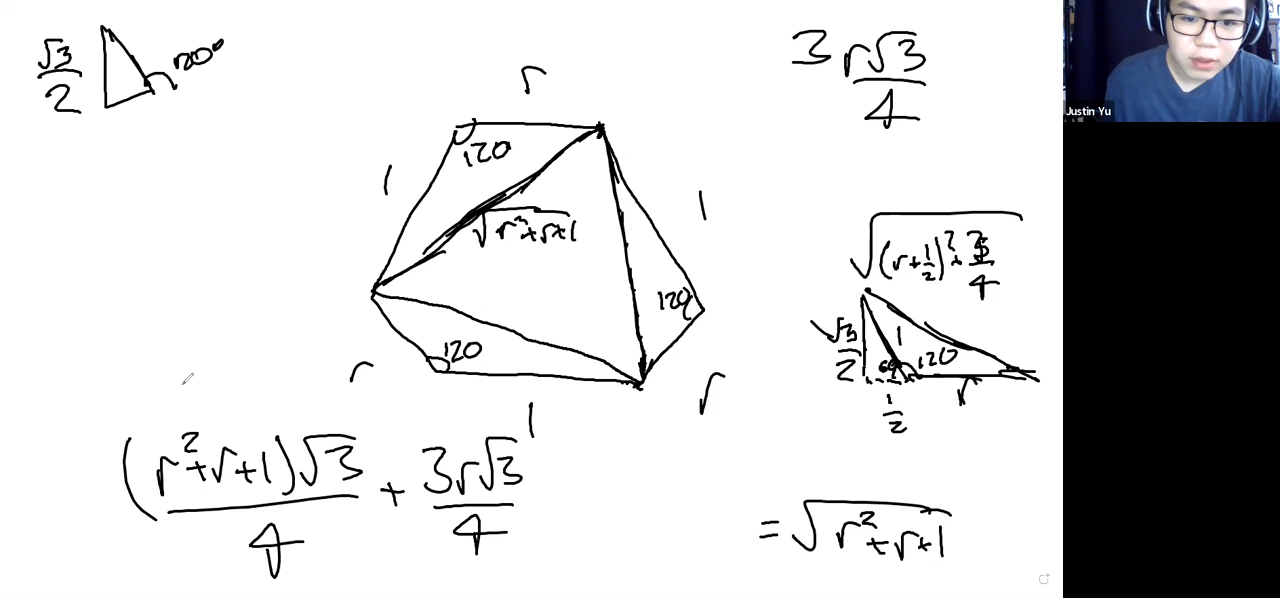 √3/2
120°
r
1
120
√r²+r+1
1
120
120
r
r
1
3 r√3/4
√(r+1/2)²+3/4
√3/2
1
60
120
r
1/2
(r²+r+1)√3/4 + 3r√3/4
=√r²+r+1
Justin Yu